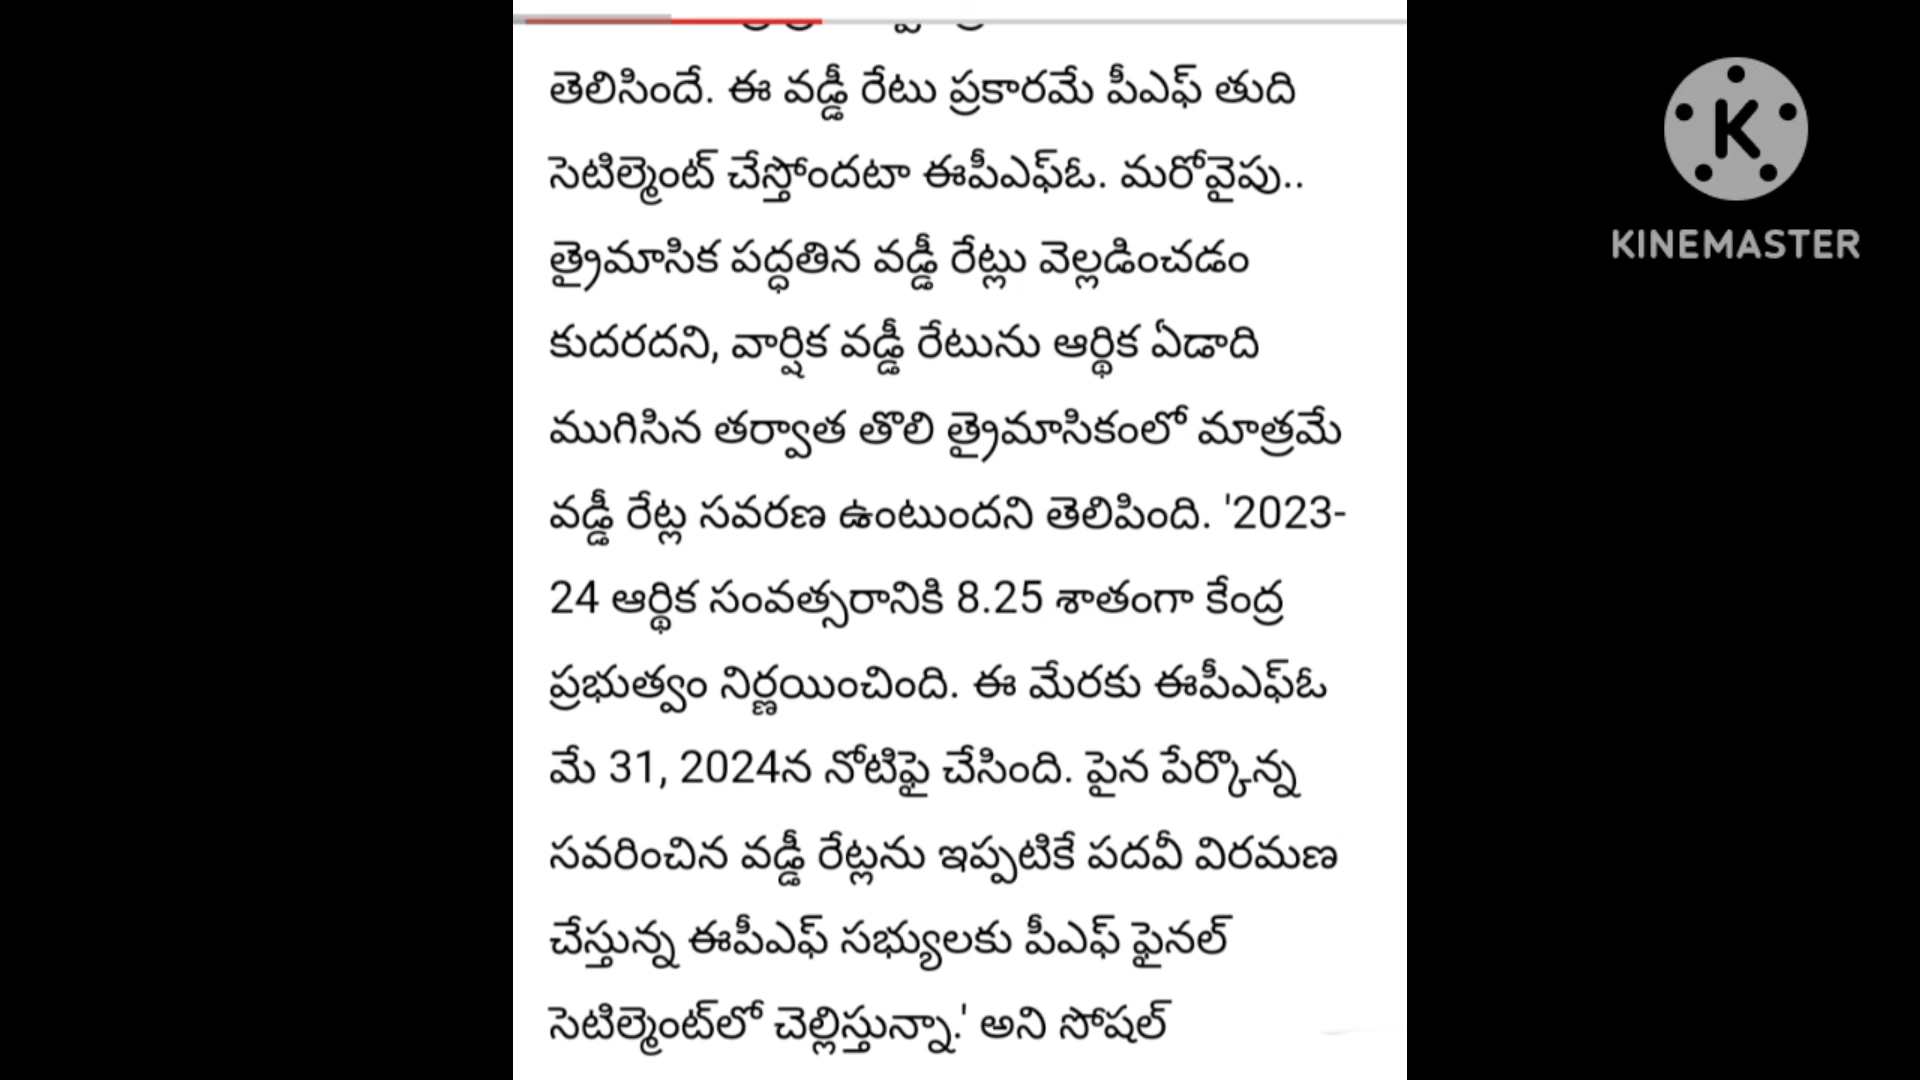 తెలిసిందే. ఈ వడ్డీ రేటు ప్రకారమే పీఎఫ్ తుది
సెటిల్మెంట్ చేస్తోందటా ఈపీఎఫ్ఓ. మరోవైపు..
త్రైమాసిక పద్ధతిన వడ్డీ రేట్లు వెల్లడించడం
కుదరదని, వార్షిక వడ్డీ రేటును ఆర్థిక ఏడాది
ముగిసిన తర్వాత తొలి త్రైమాసికంలో మాత్రమే
వడ్డీ రేట్ల సవరణ ఉంటుందని తెలిపింది. '2023-
24 ఆర్థిక సంవత్సరానికి 8.25 శాతంగా కేంద్ర
ప్రభుత్వం నిర్ణయించింది. ఈ మేరకు ఈపీఎఫ్ఓ
మే 31, 2024న నోటిఫై చేసింది. పైన పేర్కొన్న
సవరించిన వడ్డీ రేట్లను ఇప్పటికే పదవీ విరమణ
చేస్తున్న ఈపీఎఫ్ సభ్యులకు పీఎఫ్ ఫైనల్
సెటిల్మెంట్‌లో చెల్లిస్తున్నా.' అని సోషల్
K
KINEMASTER